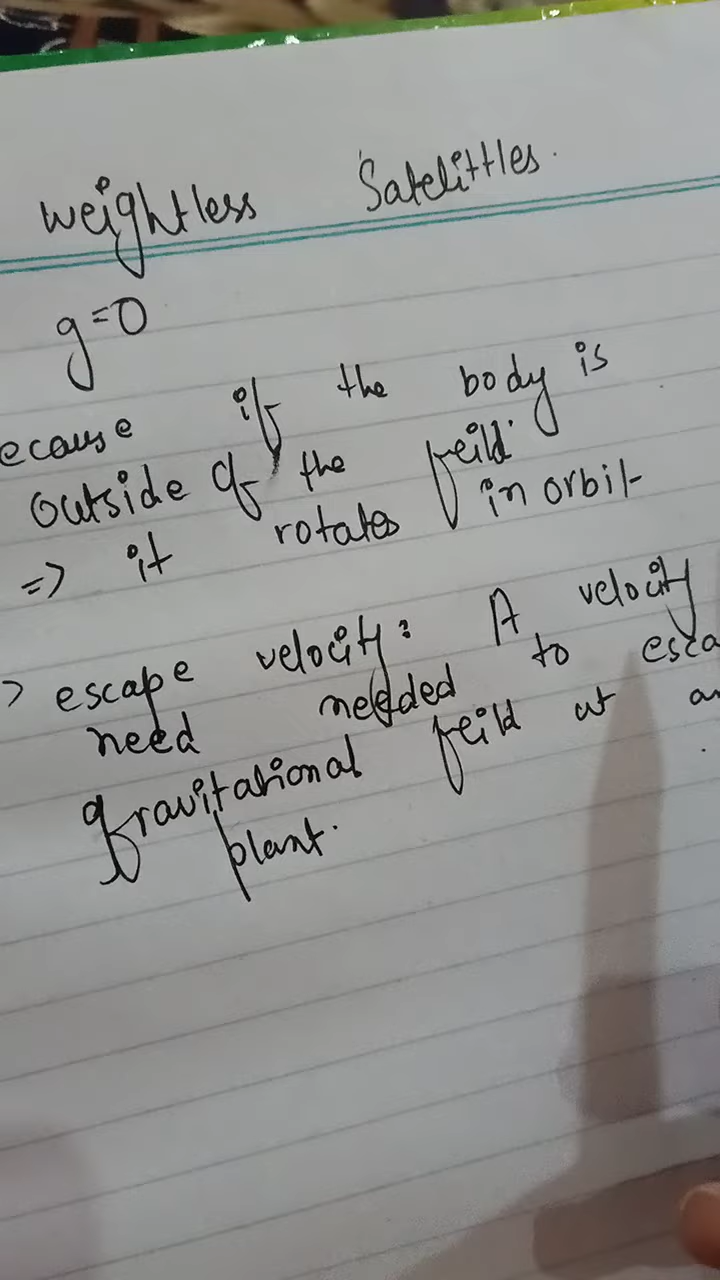 weightless Satelittles.
g=0
ecause if the body is
outside of the feild.
=> it rotates in orbit
> escape velocity: A velocity
need needed to esca
gravitational feild at an
plant.